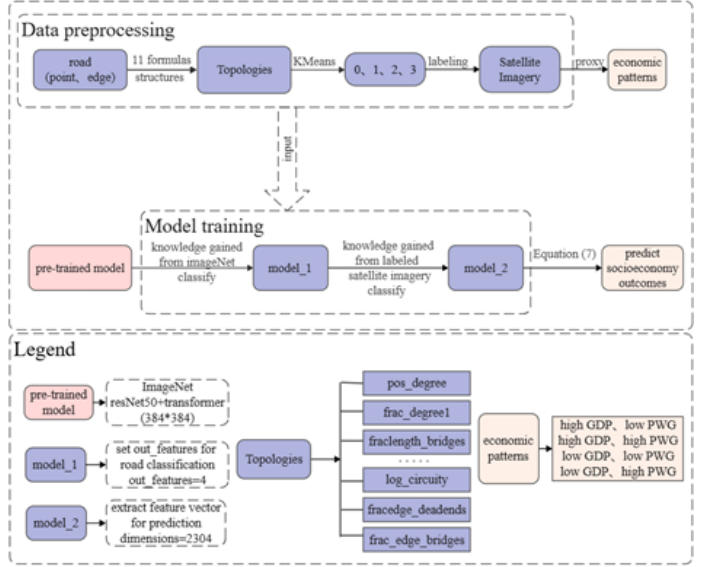 Data preprocessing
road
(point、edge)
11 formulas
structures
Topologies
KMeans
0、1、2、3
labeling
Satellite
Imagery
proxy
economic
patterns
input
Model training
pre-trained model
knowledge gained
from imageNet
classify
model_1
knowledge gained
from labeled
satellite imagery
classify
model_2
Equation (7)
predict
socioeconomy
outcomes
Legend
pre-trained
model
ImageNet
resNet50+transformer
(384*384)
model_1
set out_features for
road classification
out_features=4
model_2
extract feature vector
for prediction
dimensions=2304
Topologies
pos_degree
frac_degree1
fraclength_bridges
.....
log_circuity
fracedge_deadends
frac_edge_bridges
economic
patterns
high GDP、low PWG
high GDP、high PWG
low GDP、low PWG
low GDP、high PWG